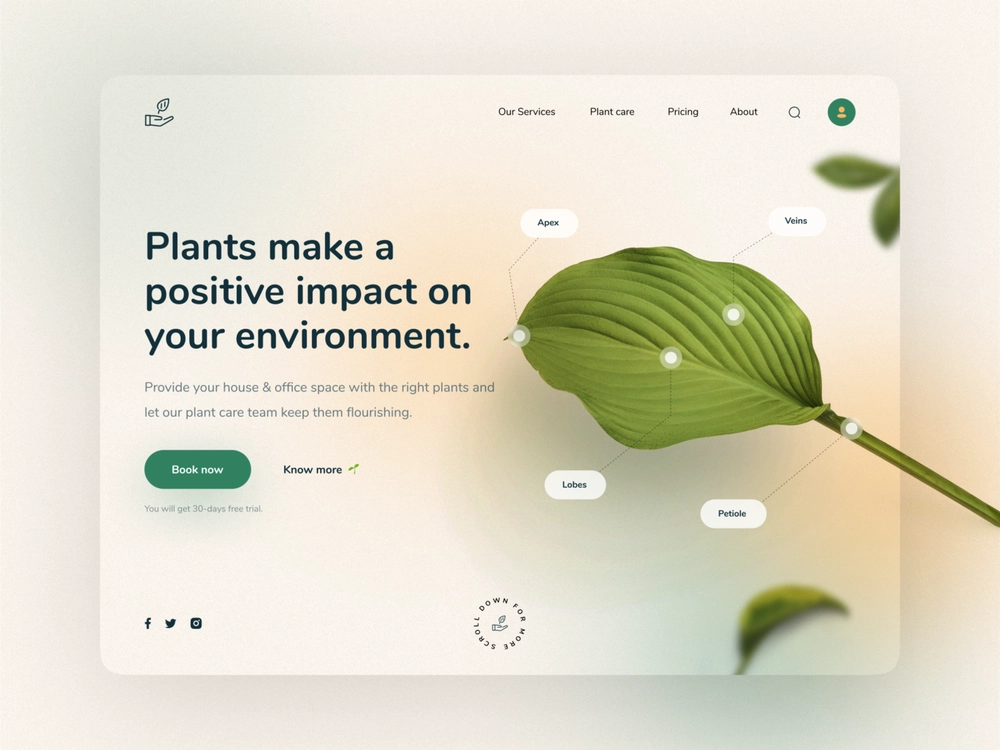 Our Services
Plant care
Pricing
About
Apex
Veins
Plants make a
positive impact on
your environment.
Provide your house & office space with the right plants and
let our plant care team keep them flourishing.
Book now
Know more
You will get 30-days free trial.
Lobes
Petiole
SCROLL DOWN FOR MORE